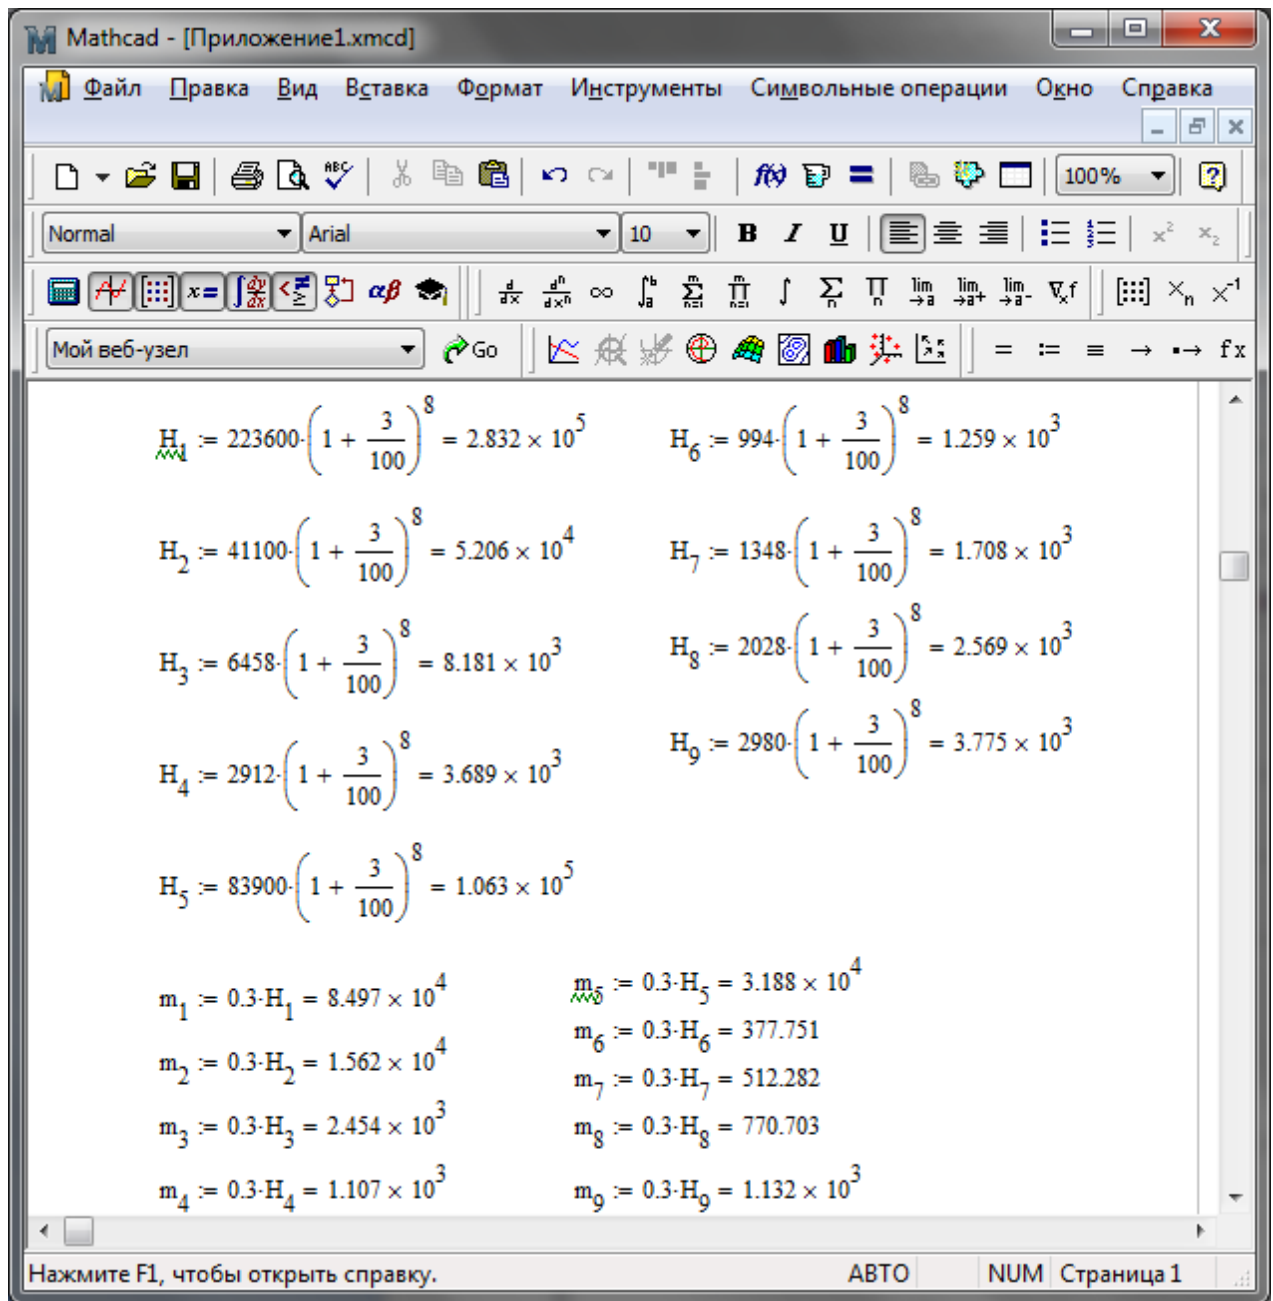 Mathcad - [Приложение1.xmcd]
Файл Правка Вид Вставка Формат Инструменты Символьные операции Окно Справка
100%
Normal Arial 10 B I U
Мой веб-узел Go
H₁ := 223600·(1 + 3/100)^8 = 2.832 × 10^5
H₂ := 41100·(1 + 3/100)^8 = 5.206 × 10^4
H₃ := 6458·(1 + 3/100)^8 = 8.181 × 10^3
H₄ := 2912·(1 + 3/100)^8 = 3.689 × 10^3
H₅ := 83900·(1 + 3/100)^8 = 1.063 × 10^5
H₆ := 994·(1 + 3/100)^8 = 1.259 × 10^3
H₇ := 1348·(1 + 3/100)^8 = 1.708 × 10^3
H₈ := 2028·(1 + 3/100)^8 = 2.569 × 10^3
H₉ := 2980·(1 + 3/100)^8 = 3.775 × 10^3
m₁ := 0.3·H₁ = 8.497 × 10^4
m₂ := 0.3·H₂ = 1.562 × 10^4
m₃ := 0.3·H₃ = 2.454 × 10^3
m₄ := 0.3·H₄ = 1.107 × 10^3
m₅ := 0.3·H₅ = 3.188 × 10^4
m₆ := 0.3·H₆ = 377.751
m₇ := 0.3·H₇ = 512.282
m₈ := 0.3·H₈ = 770.703
m₉ := 0.3·H₉ = 1.132 × 10^3
Нажмите F1, чтобы открыть справку. АВТО NUM Страница 1